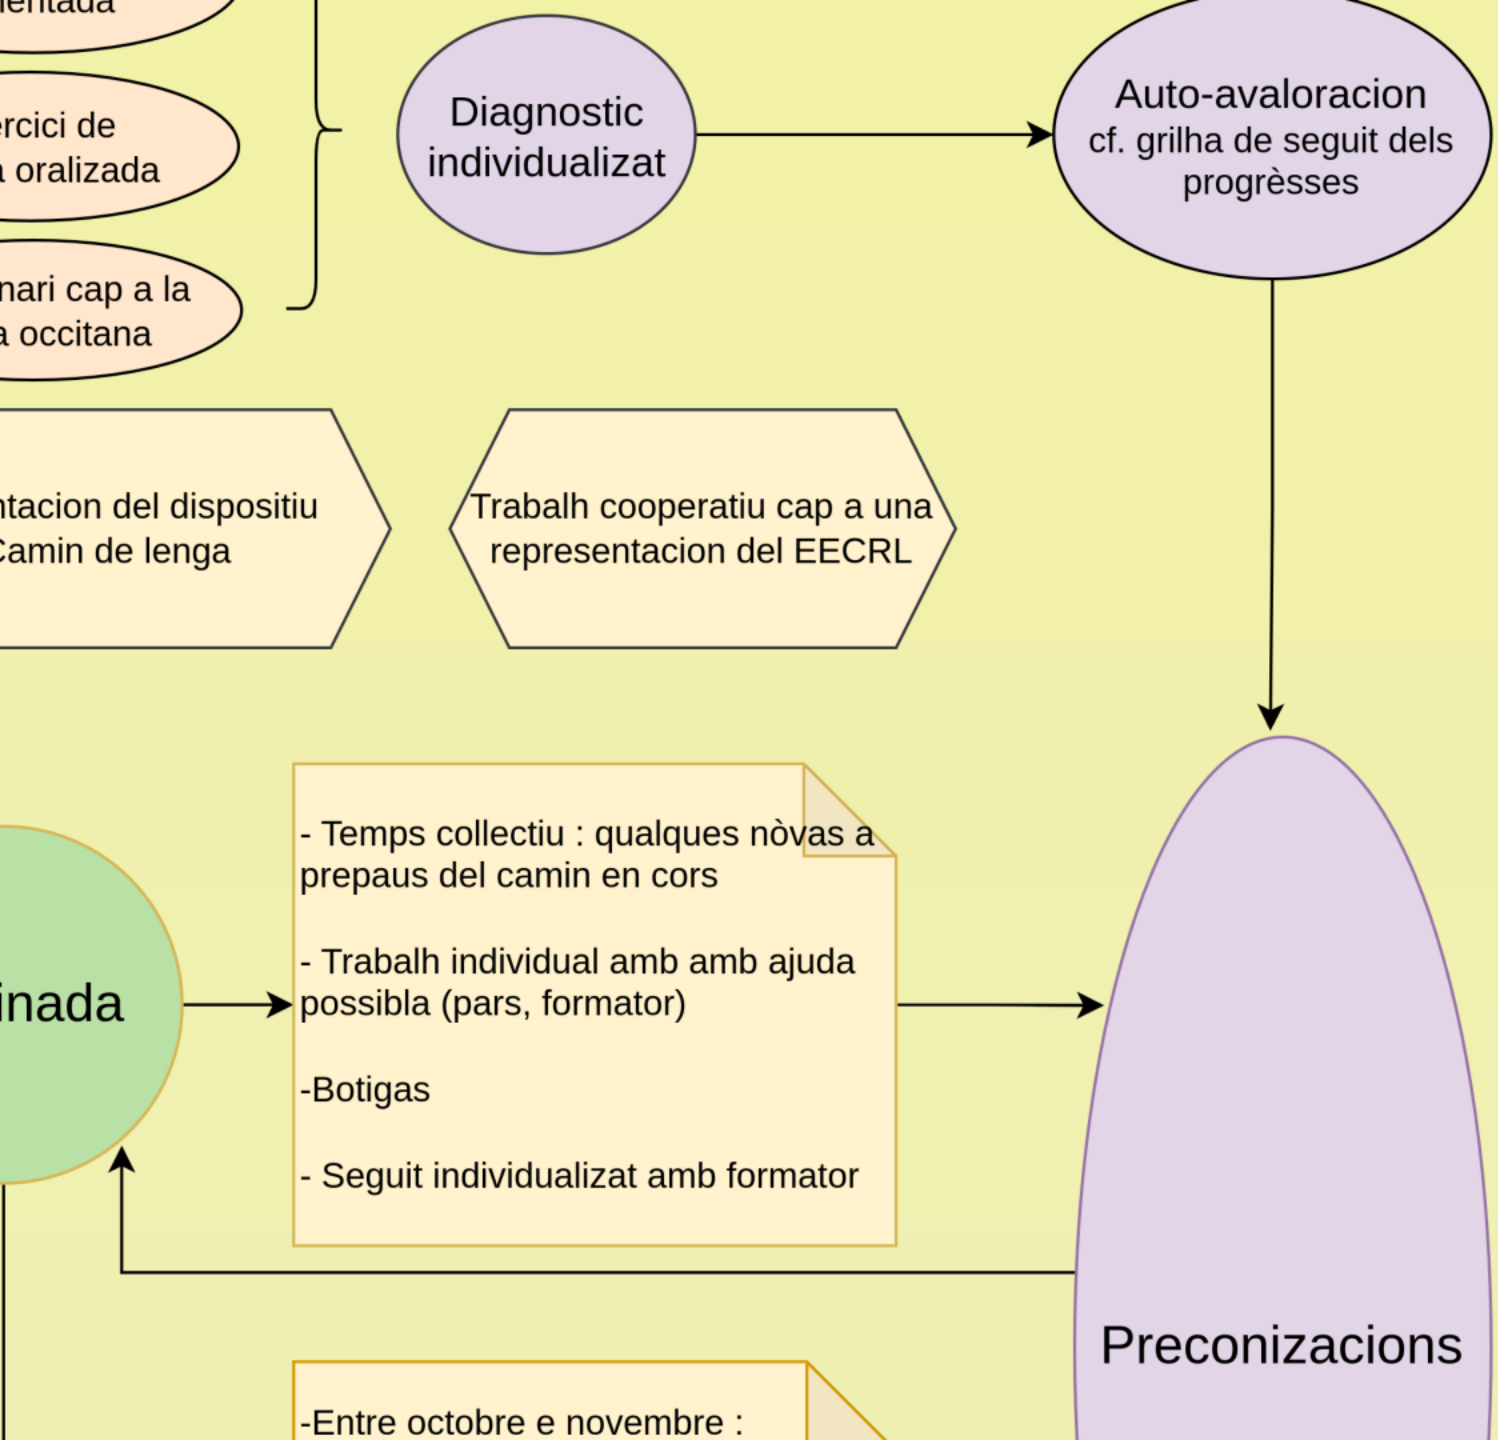 entada
Diagnostic
individualizat
Auto-avaloracion
cf. grilha de seguit dels
progrèsses
ercici de
a oralizada
nari cap a la
a occitana
ntacion del dispositiu
Camin de lenga
Trabalh cooperatiu cap a una
representacion del EECRL
inada
- Temps collectiu : qualques nòvas a
prepaus del camin en cors
- Trabalh individual amb amb ajuda
possibla (pars, formator)
-Botigas
- Seguit individualizat amb formator
Preconizacions
-Entre octobre e novembre :